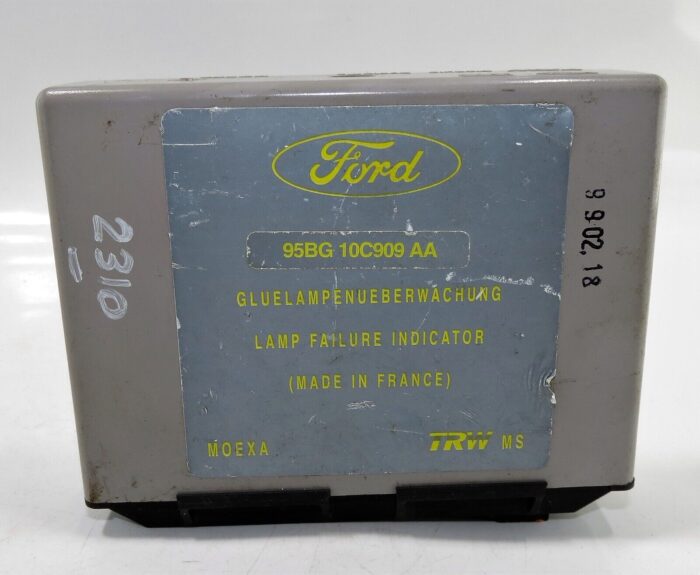 Ford
95BG 10C909 AA
GLUELAMPENUEBERWACHUNG
LAMP FAILURE INDICATOR
(MADE IN FRANCE)
MOEXA TRW MS
2310
99.02.18